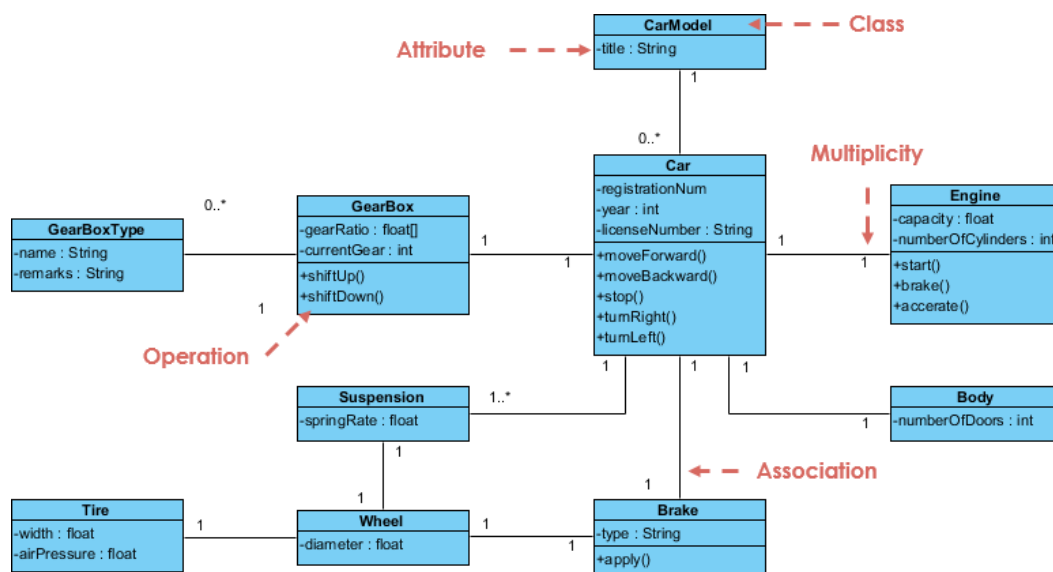 CarModel
-title : String
Class
Attribute
1
0..*
Car
-registrationNum
-year : int
-licenseNumber : String
+moveForward()
+moveBackward()
+stop()
+turnRight()
+turnLeft()
Multiplicity
Engine
-capacity : float
-numberOfCylinders : int
+start()
+brake()
+accerate()
1
1
GearBoxType
-name : String
-remarks : String
0..*
1
GearBox
-gearRatio : float[]
-currentGear : int
+shiftUp()
+shiftDown()
1
1
Operation
Suspension
-springRate : float
1..*
1
1
1
Body
-numberOfDoors : int
1
1
1
Association
1
Tire
-width : float
-airPressure : float
1
1
Wheel
-diameter : float
1
1
Brake
-type : String
+apply()